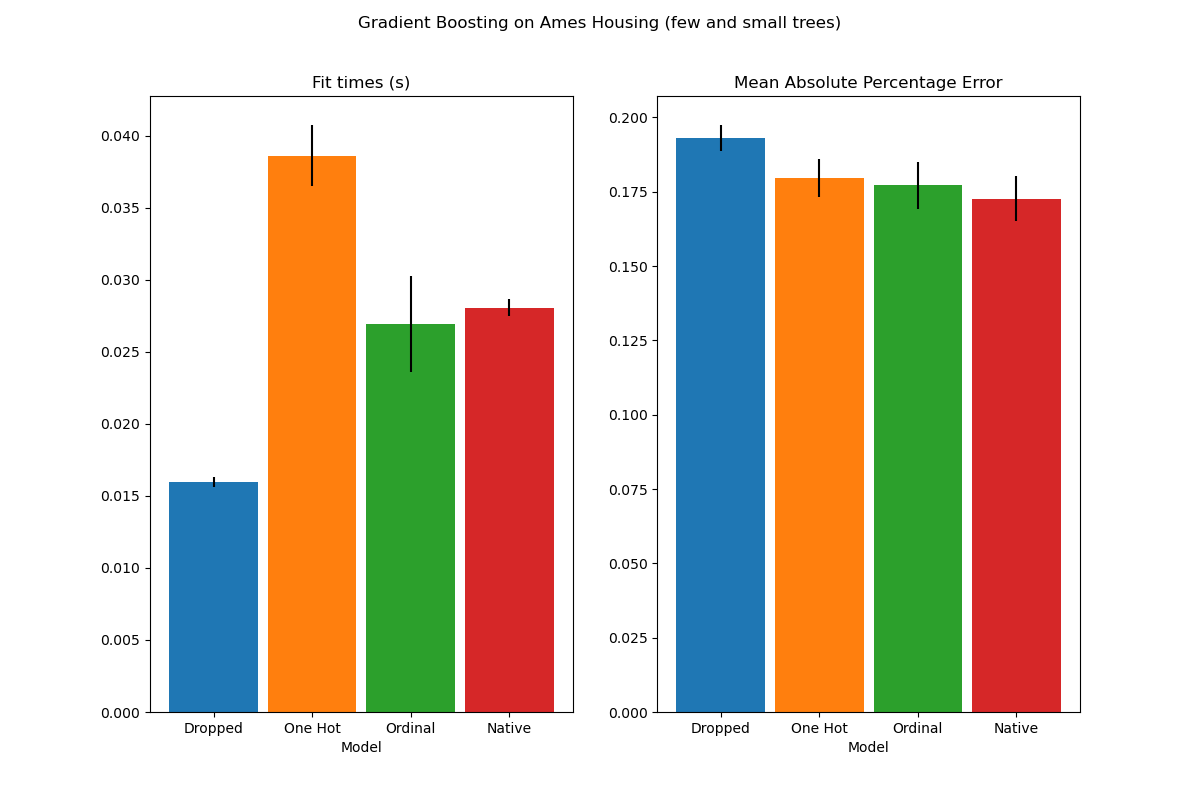 Gradient Boosting on Ames Housing (few and small trees)
Fit times (s)
0.040
0.035
0.030
0.025
0.020
0.015
0.010
0.005
0.000
Dropped One Hot Ordinal Native
Model
Mean Absolute Percentage Error
0.200
0.175
0.150
0.125
0.100
0.075
0.050
0.025
0.000
Dropped One Hot Ordinal Native
Model